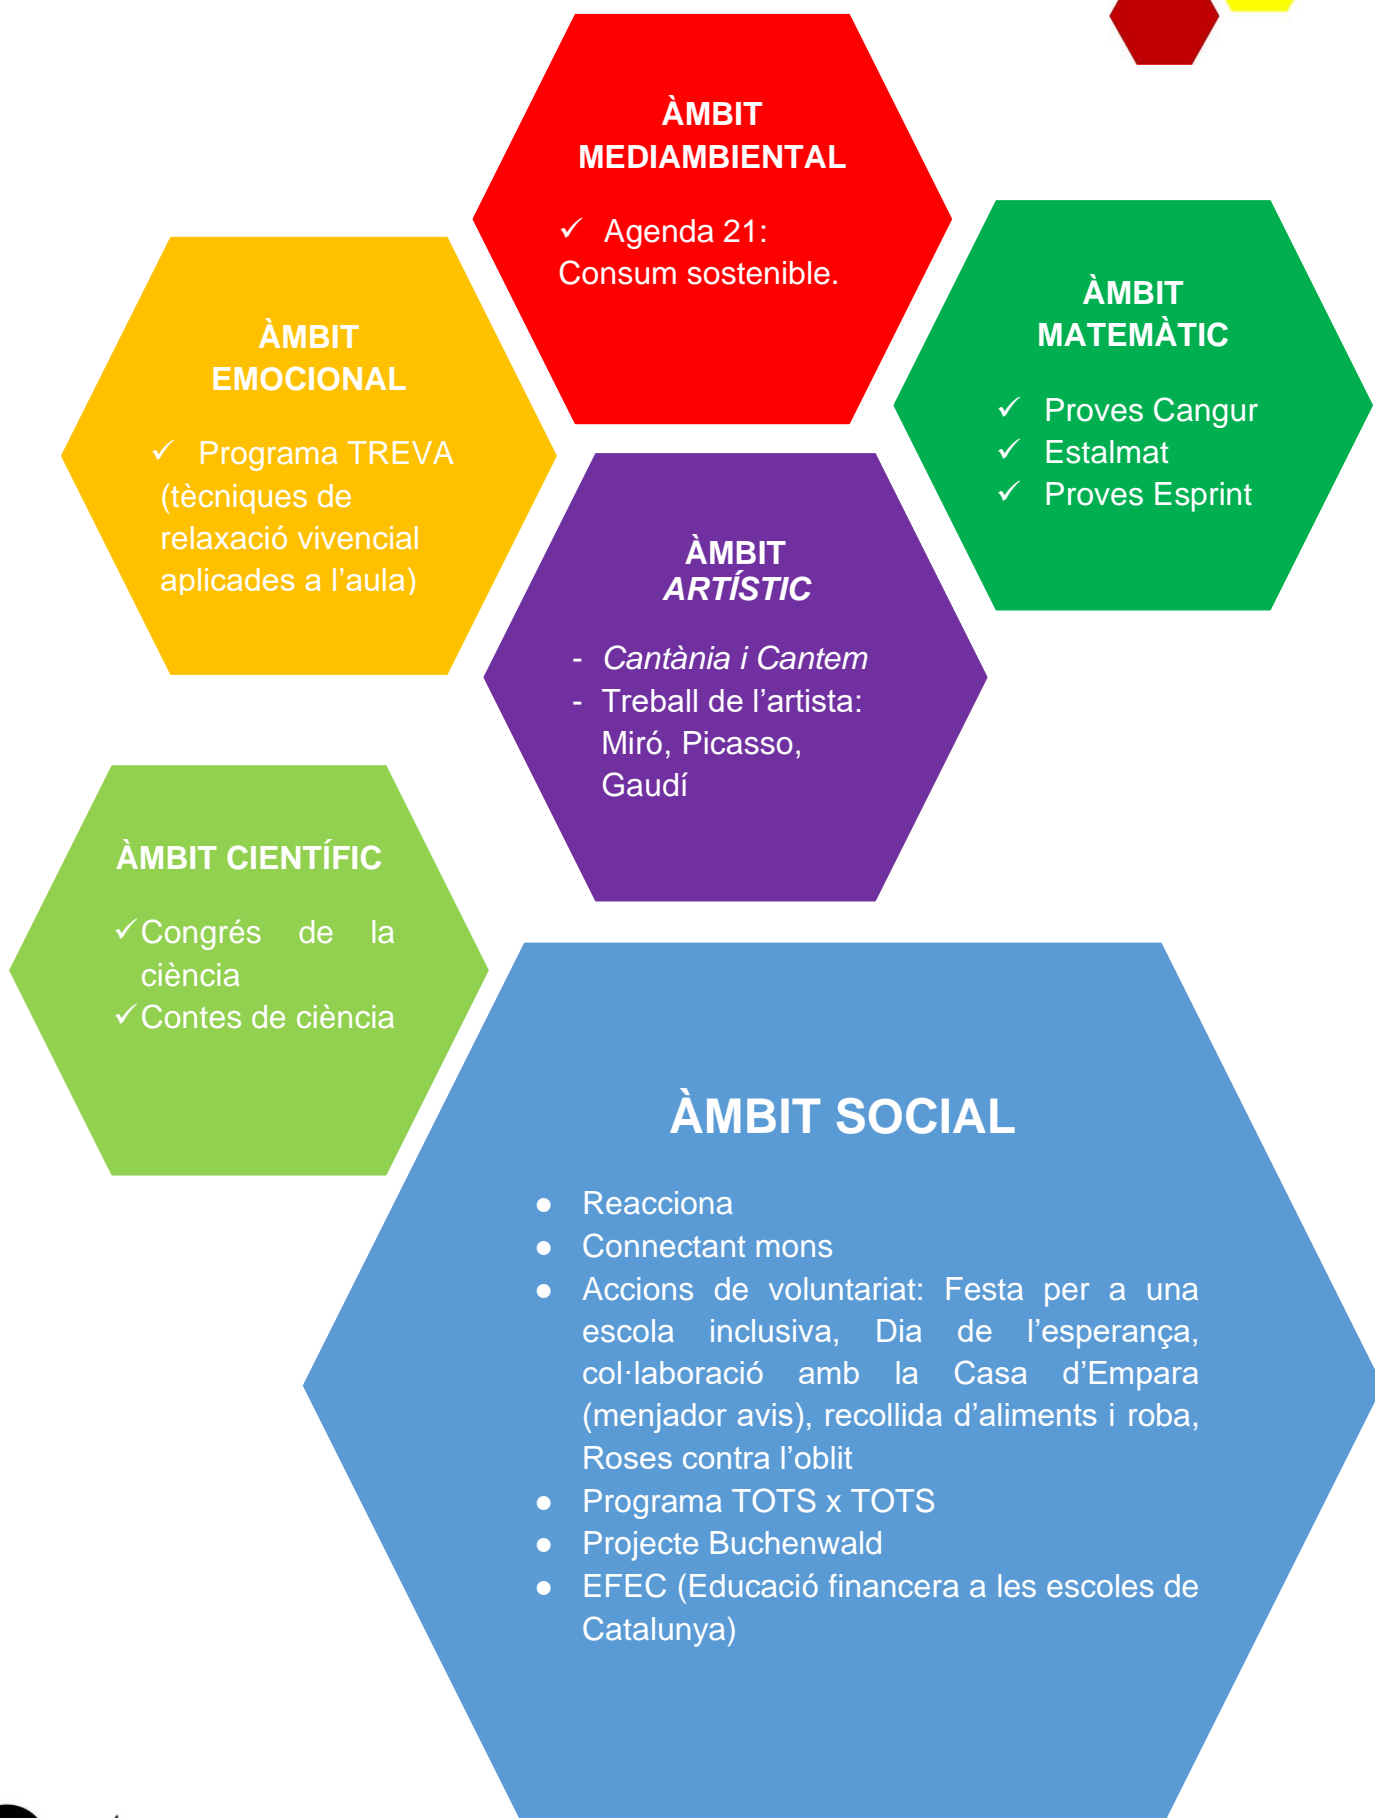 ÀMBIT
MEDIAMBIENTAL
✓ Agenda 21:
Consum sostenible.
ÀMBIT
MATEMÀTIC
✓ Proves Cangur
✓ Estalmat
✓ Proves Esprint
ÀMBIT
EMOCIONAL
✓ Programa TREVA
(tècniques de
relaxació vivencial
aplicades a l’aula)
ÀMBIT
ARTÍSTIC
- Cantània i Cantem
- Treball de l’artista:
Miró, Picasso,
Gaudí
ÀMBIT CIENTÍFIC
✓ Congrés de la
ciència
✓ Contes de ciència
ÀMBIT SOCIAL
● Reacciona
● Connectant mons
● Accions de voluntariat: Festa per a una
escola inclusiva, Dia de l’esperança,
col·laboració amb la Casa d’Empara
(menjador avis), recollida d’aliments i roba,
Roses contra l’oblit
● Programa TOTS x TOTS
● Projecte Buchenwald
● EFEC (Educació financera a les escoles de
Catalunya)